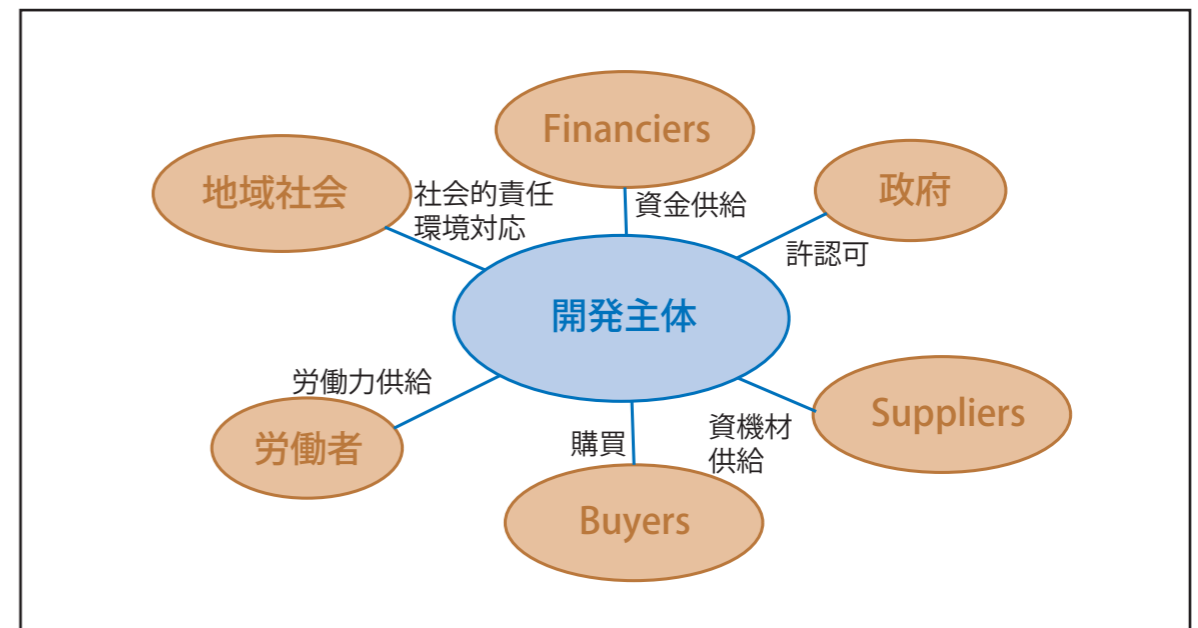 Financiers
地域社会
政府
社会的責任
環境対応
資金供給
許認可
開発主体
労働力供給
労働者
購買
資機材
供給
Suppliers
Buyers